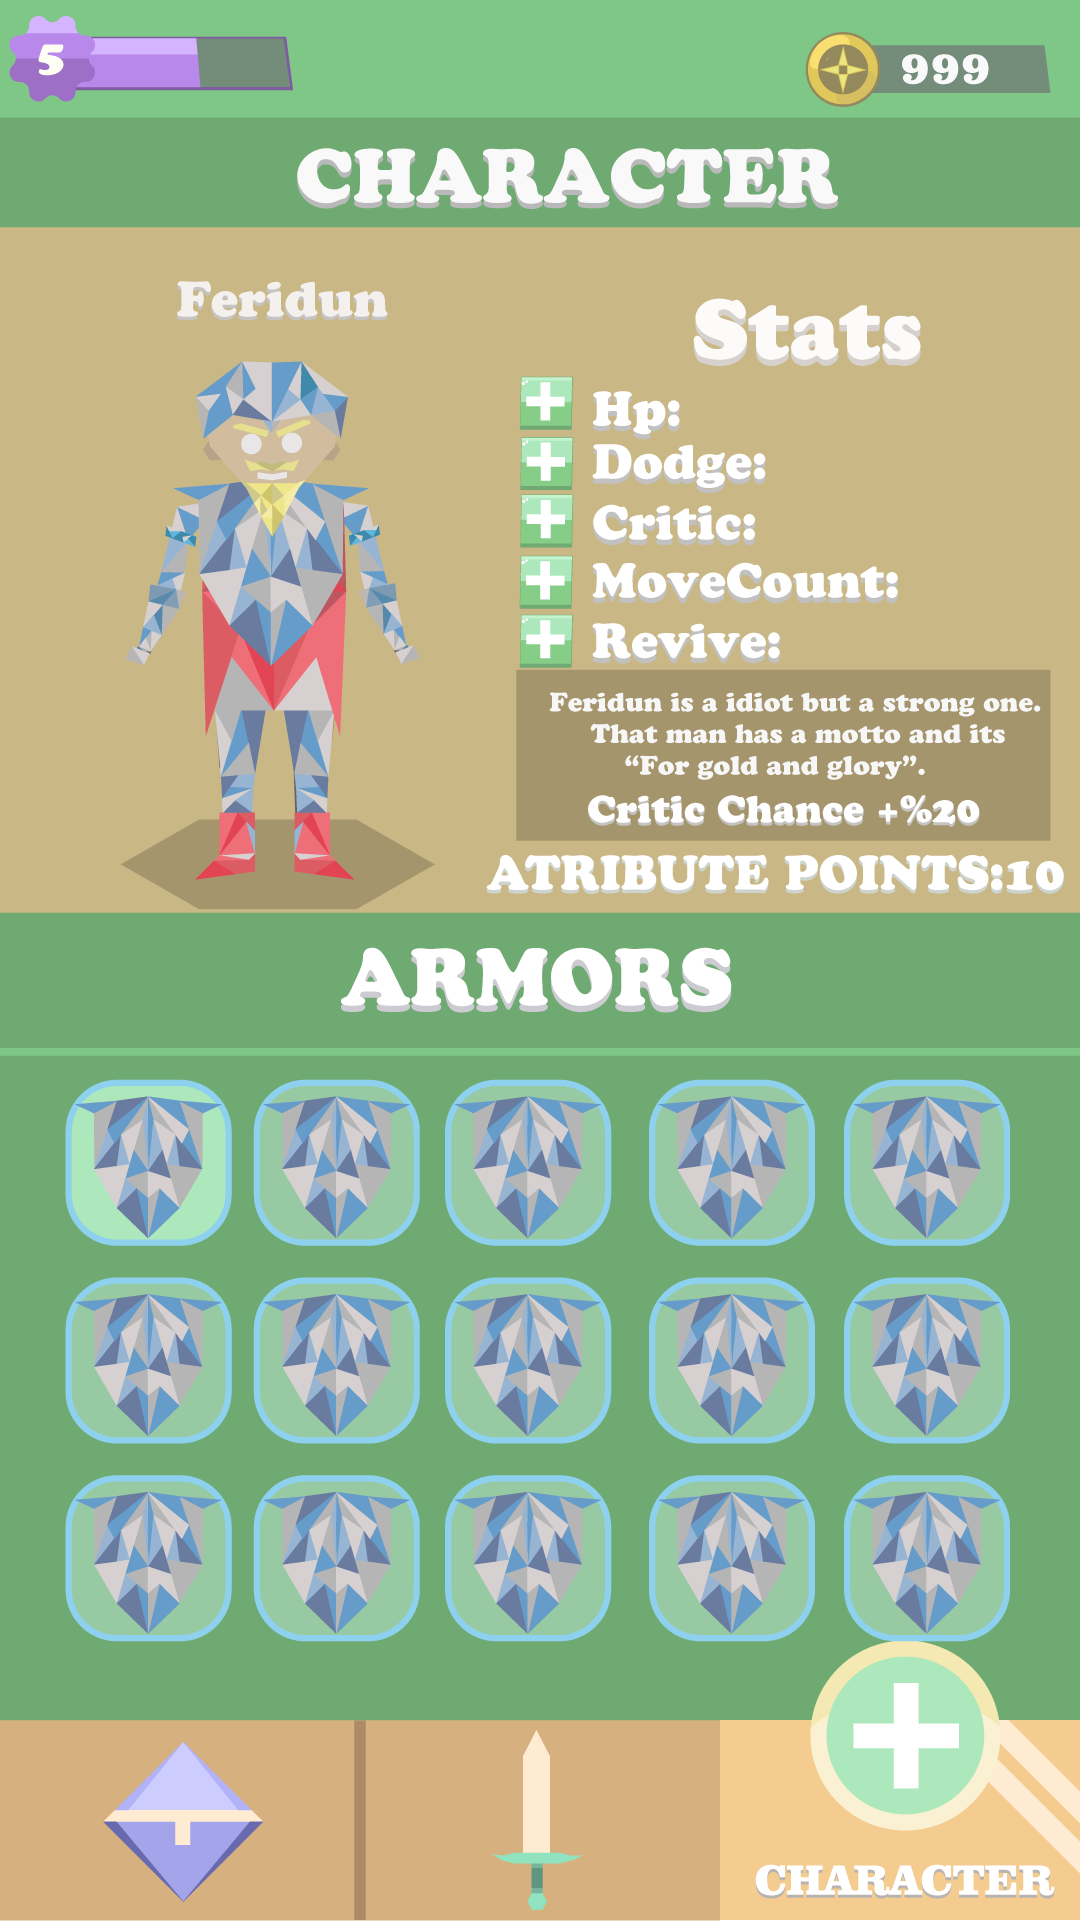 5
999
CHARACTER
Feridun
Stats
Hp:
Dodge:
Critic:
MoveCount:
Revive:
Feridun is a idiot but a strong one.
That man has a motto and its
“For gold and glory”.
Critic Chance +%20
ATRIBUTE POINTS:10
ARMORS
CHARACTER